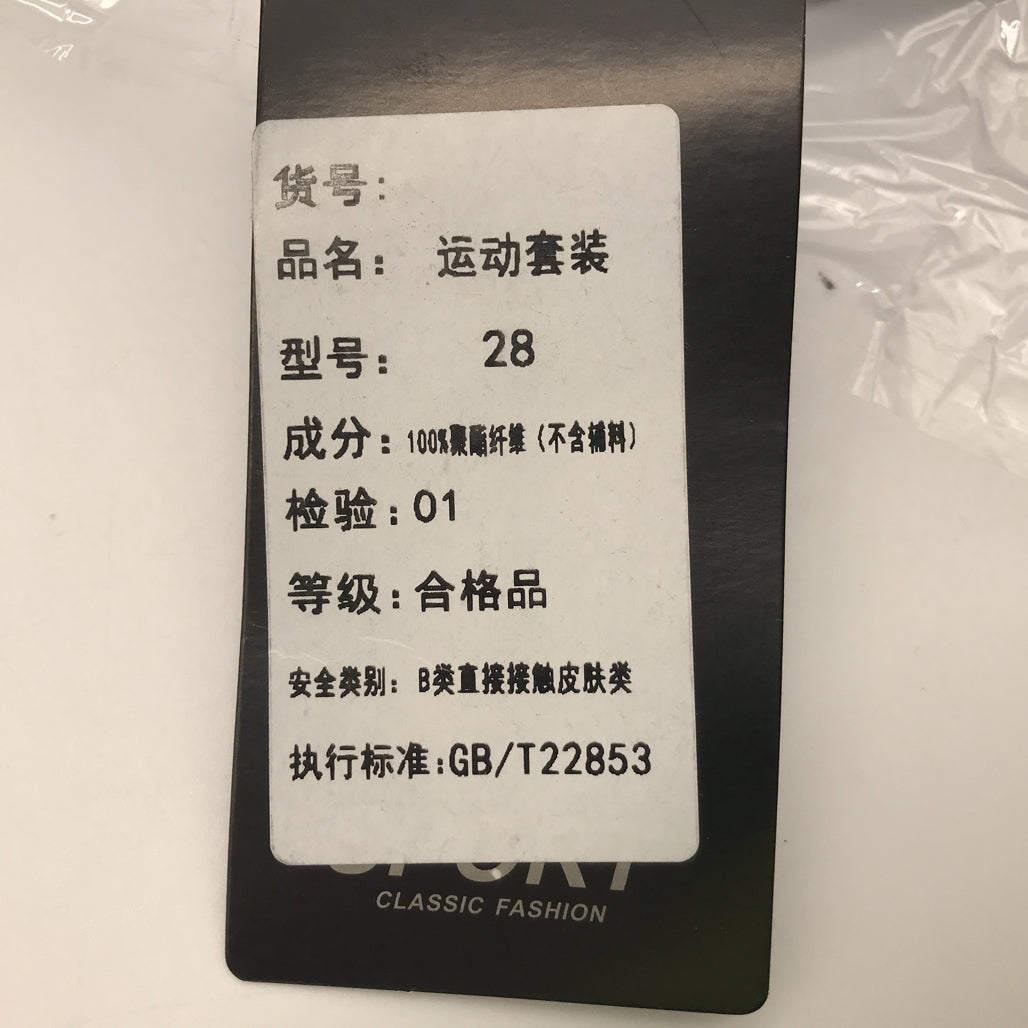 货号:
品名: 运动套装
型号: 28
成分: 100%聚酯纤维(不含辅料)
检验:01
等级:合格品
安全类别: B类直接接触皮肤类
执行标准:GB/T22853
SPORT
CLASSIC FASHION